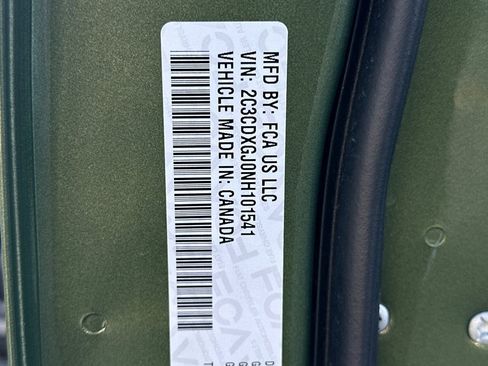 MFD BY: FCA US LLC
VIN: 2C3CDXGJ0NH101541
VEHICLE MADE IN: CANADA